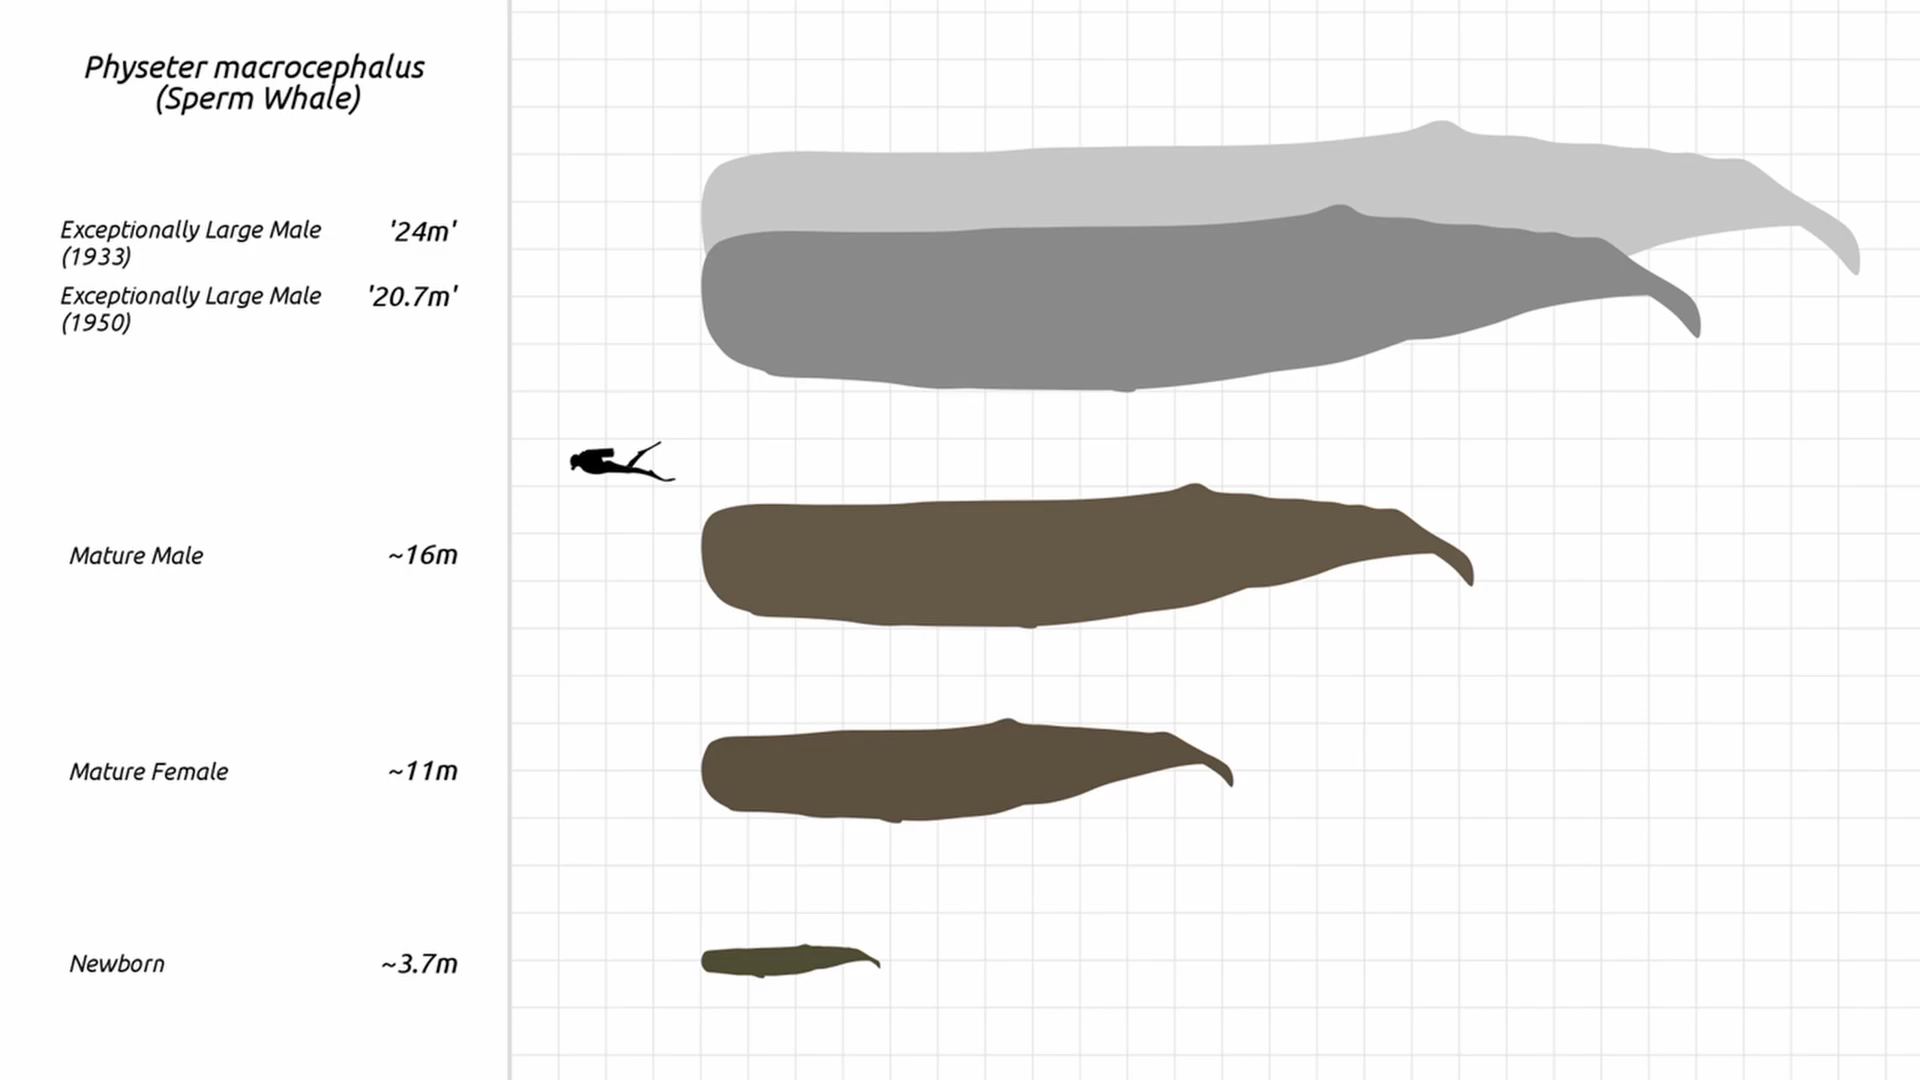 Physeter macrocephalus
(Sperm Whale)
Exceptionally Large Male '24m'
(1933)
Exceptionally Large Male '20.7m'
(1950)
Mature Male ~16m
Mature Female ~11m
Newborn ~3.7m